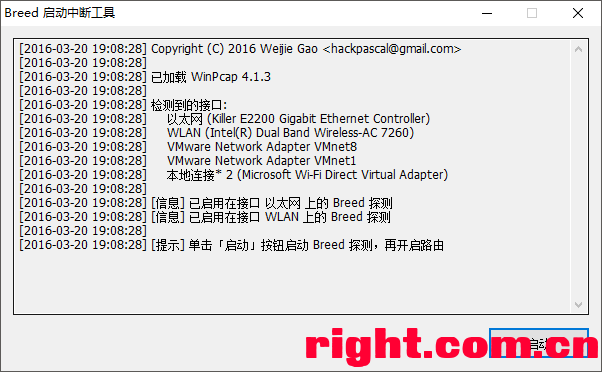 Breed 启动中断工具
[2016-03-20 19:08:28] Copyright (C) 2016 Weijie Gao <hackpascal@gmail.com>
[2016-03-20 19:08:28]
[2016-03-20 19:08:28] 已加载 WinPcap 4.1.3
[2016-03-20 19:08:28]
[2016-03-20 19:08:28] 检测到的接口:
[2016-03-20 19:08:28] 以太网 (Killer E2200 Gigabit Ethernet Controller)
[2016-03-20 19:08:28] WLAN (Intel(R) Dual Band Wireless-AC 7260)
[2016-03-20 19:08:28] VMware Network Adapter VMnet8
[2016-03-20 19:08:28] VMware Network Adapter VMnet1
[2016-03-20 19:08:28] 本地连接* 2 (Microsoft Wi-Fi Direct Virtual Adapter)
[2016-03-20 19:08:28]
[2016-03-20 19:08:28] [信息] 已启用在接口 以太网 上的 Breed 探测
[2016-03-20 19:08:28] [信息] 已启用在接口 WLAN 上的 Breed 探测
[2016-03-20 19:08:28]
[2016-03-20 19:08:28] [提示] 单击「启动」按钮启动 Breed 探测，再开启路由
启动
right.com.cn